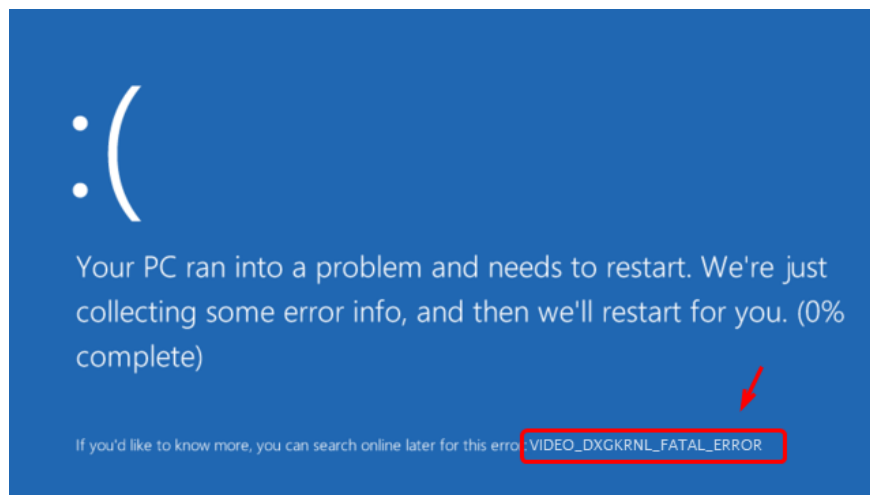 :(
Your PC ran into a problem and needs to restart. We're just
collecting some error info, and then we'll restart for you. (0%
complete)
If you'd like to know more, you can search online later for this error: VIDEO_DXGKRNL_FATAL_ERROR